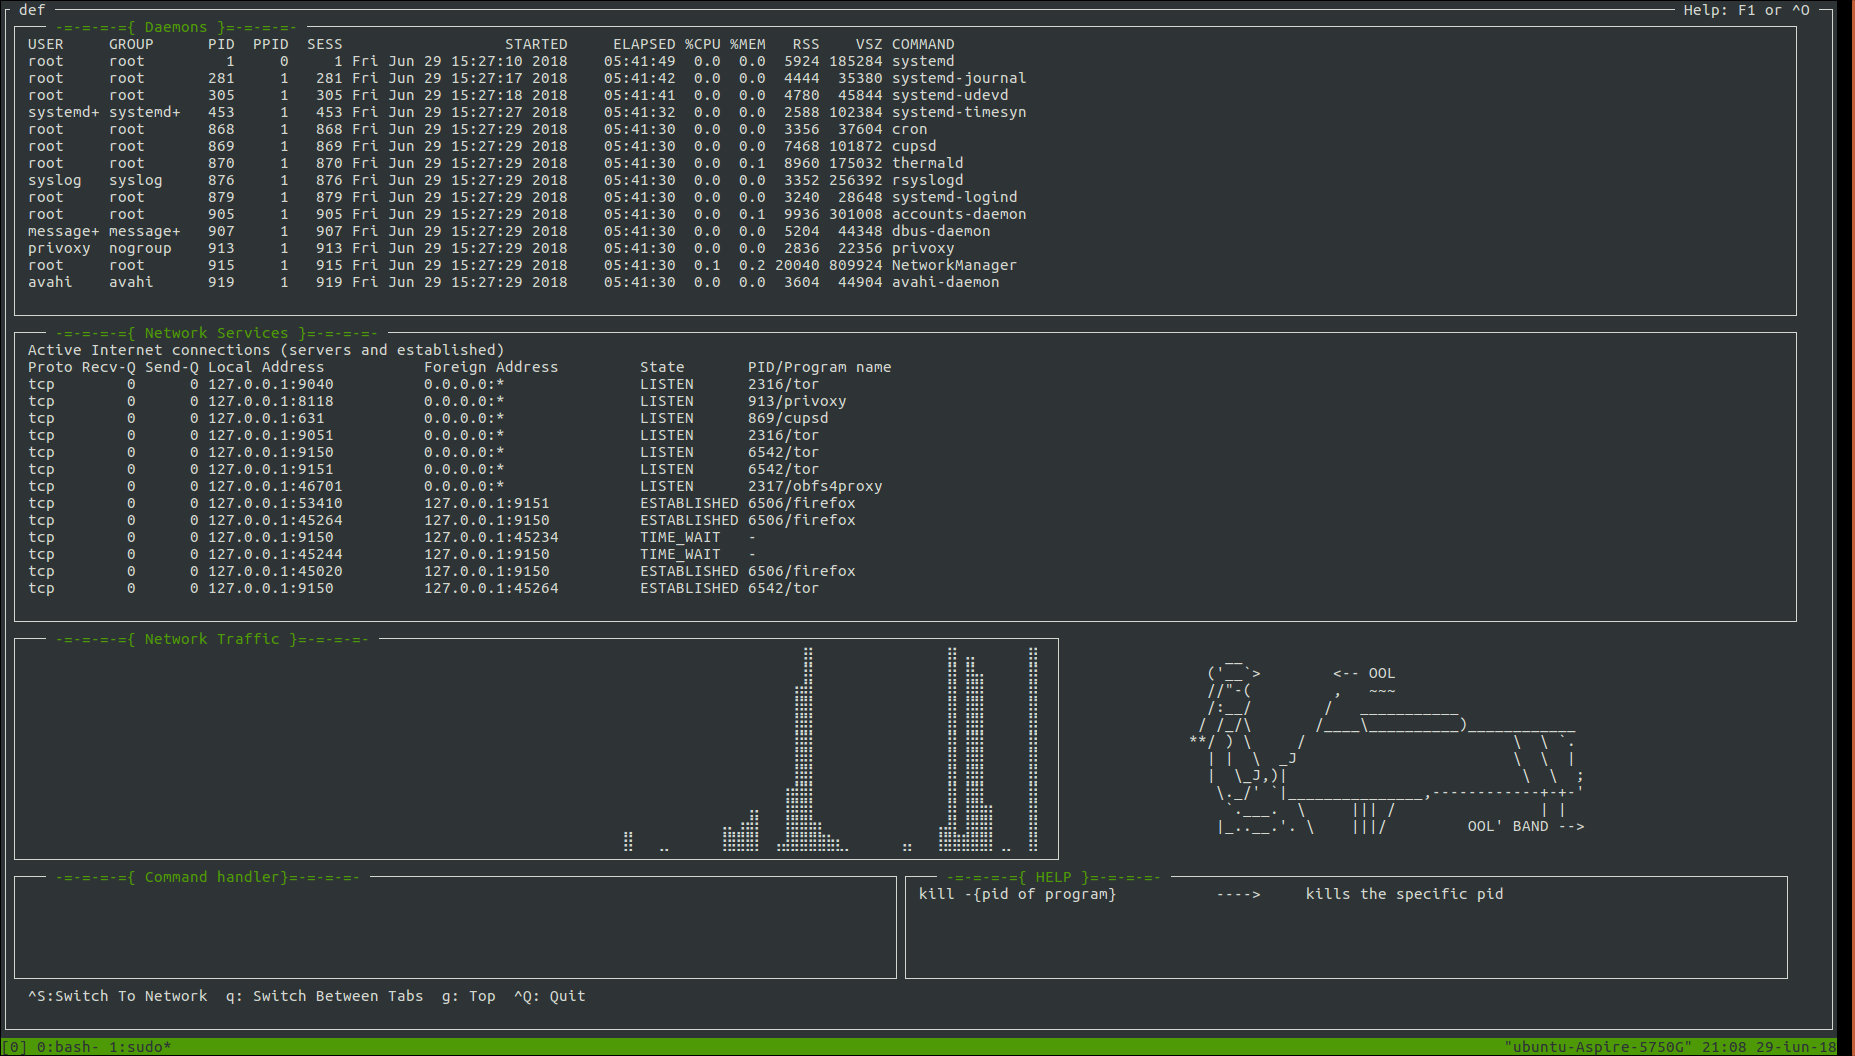 def Help: F1 or ^O
-=-=-=-={ Daemons }=-=-=-=-
USER     GROUP      PID  PPID  SESS                  STARTED     ELAPSED %CPU %MEM   RSS    VSZ COMMAND
root     root         1     0     1 Fri Jun 29 15:27:10 2018    05:41:49  0.0  0.0  5924 185284 systemd
root     root       281     1   281 Fri Jun 29 15:27:17 2018    05:41:42  0.0  0.0  4444  35380 systemd-journal
root     root       305     1   305 Fri Jun 29 15:27:18 2018    05:41:41  0.0  0.0  4780  45844 systemd-udevd
systemd+ systemd+   453     1   453 Fri Jun 29 15:27:27 2018    05:41:32  0.0  0.0  2588 102384 systemd-timesyn
root     root       868     1   868 Fri Jun 29 15:27:29 2018    05:41:30  0.0  0.0  3356  37604 cron
root     root       869     1   869 Fri Jun 29 15:27:29 2018    05:41:30  0.0  0.0  7468 101872 cupsd
root     root       870     1   870 Fri Jun 29 15:27:29 2018    05:41:30  0.0  0.1  8960 175032 thermald
syslog   syslog     876     1   876 Fri Jun 29 15:27:29 2018    05:41:30  0.0  0.0  3352 256392 rsyslogd
root     root       879     1   879 Fri Jun 29 15:27:29 2018    05:41:30  0.0  0.0  3240  28648 systemd-logind
root     root       905     1   905 Fri Jun 29 15:27:29 2018    05:41:30  0.0  0.1  9936 301008 accounts-daemon
message+ message+   907     1   907 Fri Jun 29 15:27:29 2018    05:41:30  0.0  0.0  5204  44348 dbus-daemon
privoxy  nogroup    913     1   913 Fri Jun 29 15:27:29 2018    05:41:30  0.0  0.0  2836  22356 privoxy
root     root       915     1   915 Fri Jun 29 15:27:29 2018    05:41:30  0.1  0.2 20040 809924 NetworkManager
avahi    avahi      919     1   919 Fri Jun 29 15:27:29 2018    05:41:30  0.0  0.0  3604  44904 avahi-daemon
-=-=-=-={ Network Services }=-=-=-=-
Active Internet connections (servers and established)
Proto Recv-Q Send-Q Local Address           Foreign Address         State       PID/Program name
tcp        0      0 127.0.0.1:9040          0.0.0.0:*               LISTEN      2316/tor
tcp        0      0 127.0.0.1:8118          0.0.0.0:*               LISTEN      913/privoxy
tcp        0      0 127.0.0.1:631           0.0.0.0:*               LISTEN      869/cupsd
tcp        0      0 127.0.0.1:9051          0.0.0.0:*               LISTEN      2316/tor
tcp        0      0 127.0.0.1:9150          0.0.0.0:*               LISTEN      6542/tor
tcp        0      0 127.0.0.1:9151          0.0.0.0:*               LISTEN      6542/tor
tcp        0      0 127.0.0.1:46701         0.0.0.0:*               LISTEN      2317/obfs4proxy
tcp        0      0 127.0.0.1:53410         127.0.0.1:9151          ESTABLISHED 6506/firefox
tcp        0      0 127.0.0.1:45264         127.0.0.1:9150          ESTABLISHED 6506/firefox
tcp        0      0 127.0.0.1:9150          127.0.0.1:45234         TIME_WAIT   -
tcp        0      0 127.0.0.1:45244         127.0.0.1:9150          TIME_WAIT   -
tcp        0      0 127.0.0.1:45020         127.0.0.1:9150          ESTABLISHED 6506/firefox
tcp        0      0 127.0.0.1:9150          127.0.0.1:45264         ESTABLISHED 6542/tor
-=-=-=-={ Network Traffic }=-=-=-=-
<-- OOL
OOL' BAND -->
-=-=-=-={ Command handler}=-=-=-=-
-=-=-=-={ HELP }=-=-=-=-
kill -{pid of program}           ---->     kills the specific pid
^S:Switch To Network  q: Switch Between Tabs  g: Top  ^Q: Quit
[0] 0:bash- 1:sudo* "ubuntu-Aspire-5750G" 21:08 29-iun-18